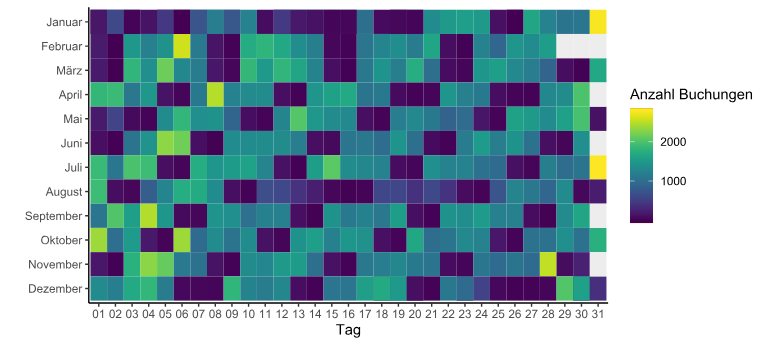 Januar
Februar
März
April
Mai
Juni
Juli
August
September
Oktober
November
Dezember
01 02 03 04 05 06 07 08 09 10 11 12 13 14 15 16 17 18 19 20 21 22 23 24 25 26 27 28 29 30 31
Tag
Anzahl Buchungen
2000
1000